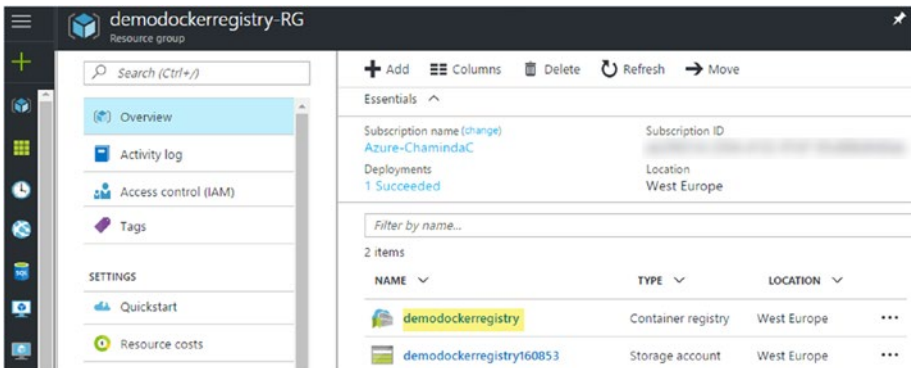 demodockerregistry-RG
Resource group
Search (Ctrl+/)
Overview
Activity log
Access control (IAM)
Tags
SETTINGS
Quickstart
Resource costs
Add Columns Delete Refresh Move
Essentials
Subscription name (change) Subscription ID
Azure-ChamindaC
Deployments Location
1 Succeeded West Europe
Filter by name...
2 items
NAME TYPE LOCATION
demodockerregistry Container registry West Europe
demodockerregistry160853 Storage account West Europe